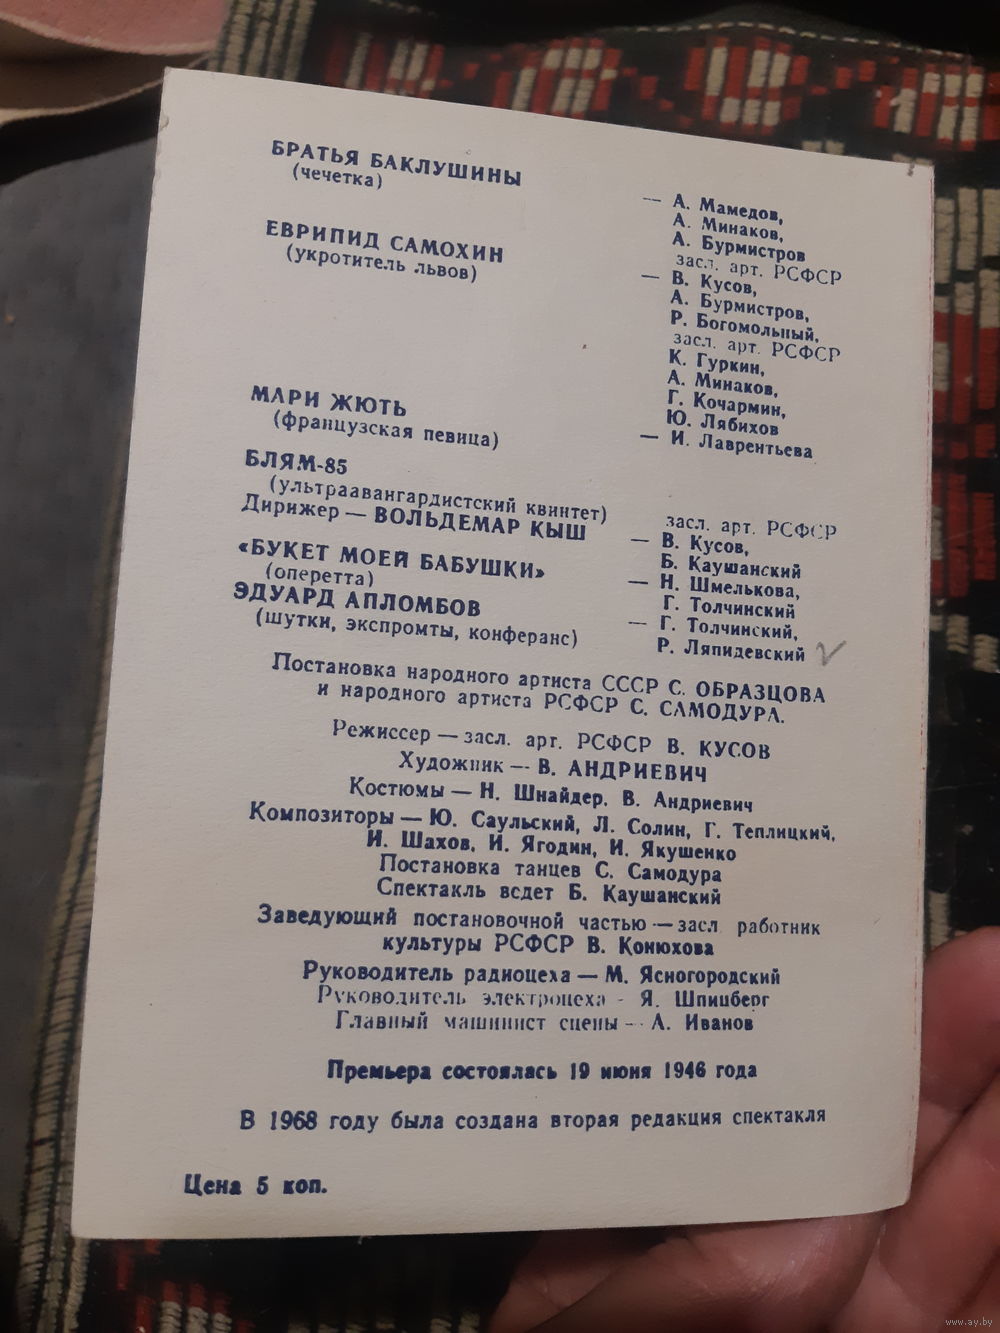 БРАТЬЯ БАКЛУШИНЫ
(чечетка)
— А. Мамедов,
А. Минаков,
А. Бурмистров
ЕВРИПИД САМОХИН
(укротитель львов)
засл. арт. РСФСР
— В. Кусов,
А. Бурмистров,
Р. Богомольный,
засл. арт. РСФСР
К. Гуркин,
А. Минаков,
Г. Кочармин,
Ю. Лябихов
МАРИ ЖЮТЬ
(французская певица)
— И. Лаврентьева
БЛЯМ-85
(ультраавангардистский квинтет)
Дирижер — ВОЛЬДЕМАР КЫШ
засл. арт. РСФСР
— В. Кусов,
Б. Каушанский
«БУКЕТ МОЕЙ БАБУШКИ»
(оперетта)
— Н. Шмелькова,
Г. Толчинский
ЭДУАРД АПЛОМБОВ
(шутки, экспромты, конферанс)
— Г. Толчинский,
Р. Ляпидевский
Постановка народного артиста СССР С. ОБРАЗЦОВА
и народного артиста РСФСР С. САМОДУРА.
Режиссер — засл. арт. РСФСР В. КУСОВ
Художник — В. АНДРИЕВИЧ
Костюмы — Н. Шнайдер, В. Андриевич
Композиторы — Ю. Саульский, Л. Солин, Г. Теплицкий,
И. Шахов, И. Ягодин, И. Якушенко
Постановка танцев С. Самодура
Спектакль ведет Б. Каушанский
Заведующий постановочной частью — засл. работник
культуры РСФСР В. Конюхова
Руководитель радиоцеха — М. Ясногородский
Руководитель электроцеха - Я. Шпицберг
Главный машинист сцены — А. Иванов
Премьера состоялась 19 июня 1946 года
В 1968 году была создана вторая редакция спектакля
Цена 5 коп.
www.ay.by